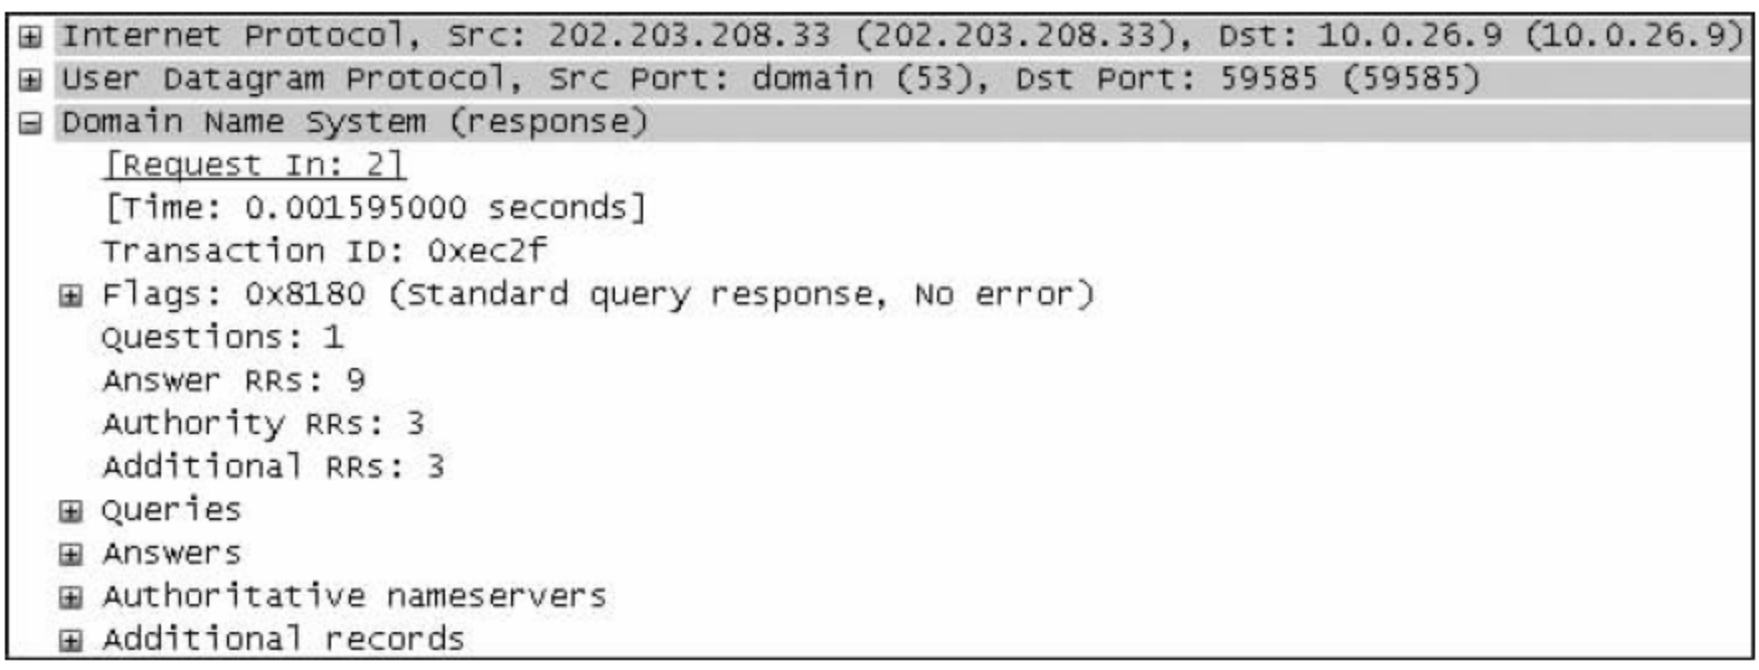 Internet Protocol, Src: 202.203.208.33 (202.203.208.33), Dst: 10.0.26.9 (10.0.26.9)
User Datagram Protocol, Src Port: domain (53), Dst Port: 59585 (59585)
Domain Name System (response)
[Request In: 2]
[Time: 0.001595000 seconds]
Transaction ID: 0xec2f
Flags: 0x8180 (Standard query response, No error)
Questions: 1
Answer RRs: 9
Authority RRs: 3
Additional RRs: 3
Queries
Answers
Authoritative nameservers
Additional records